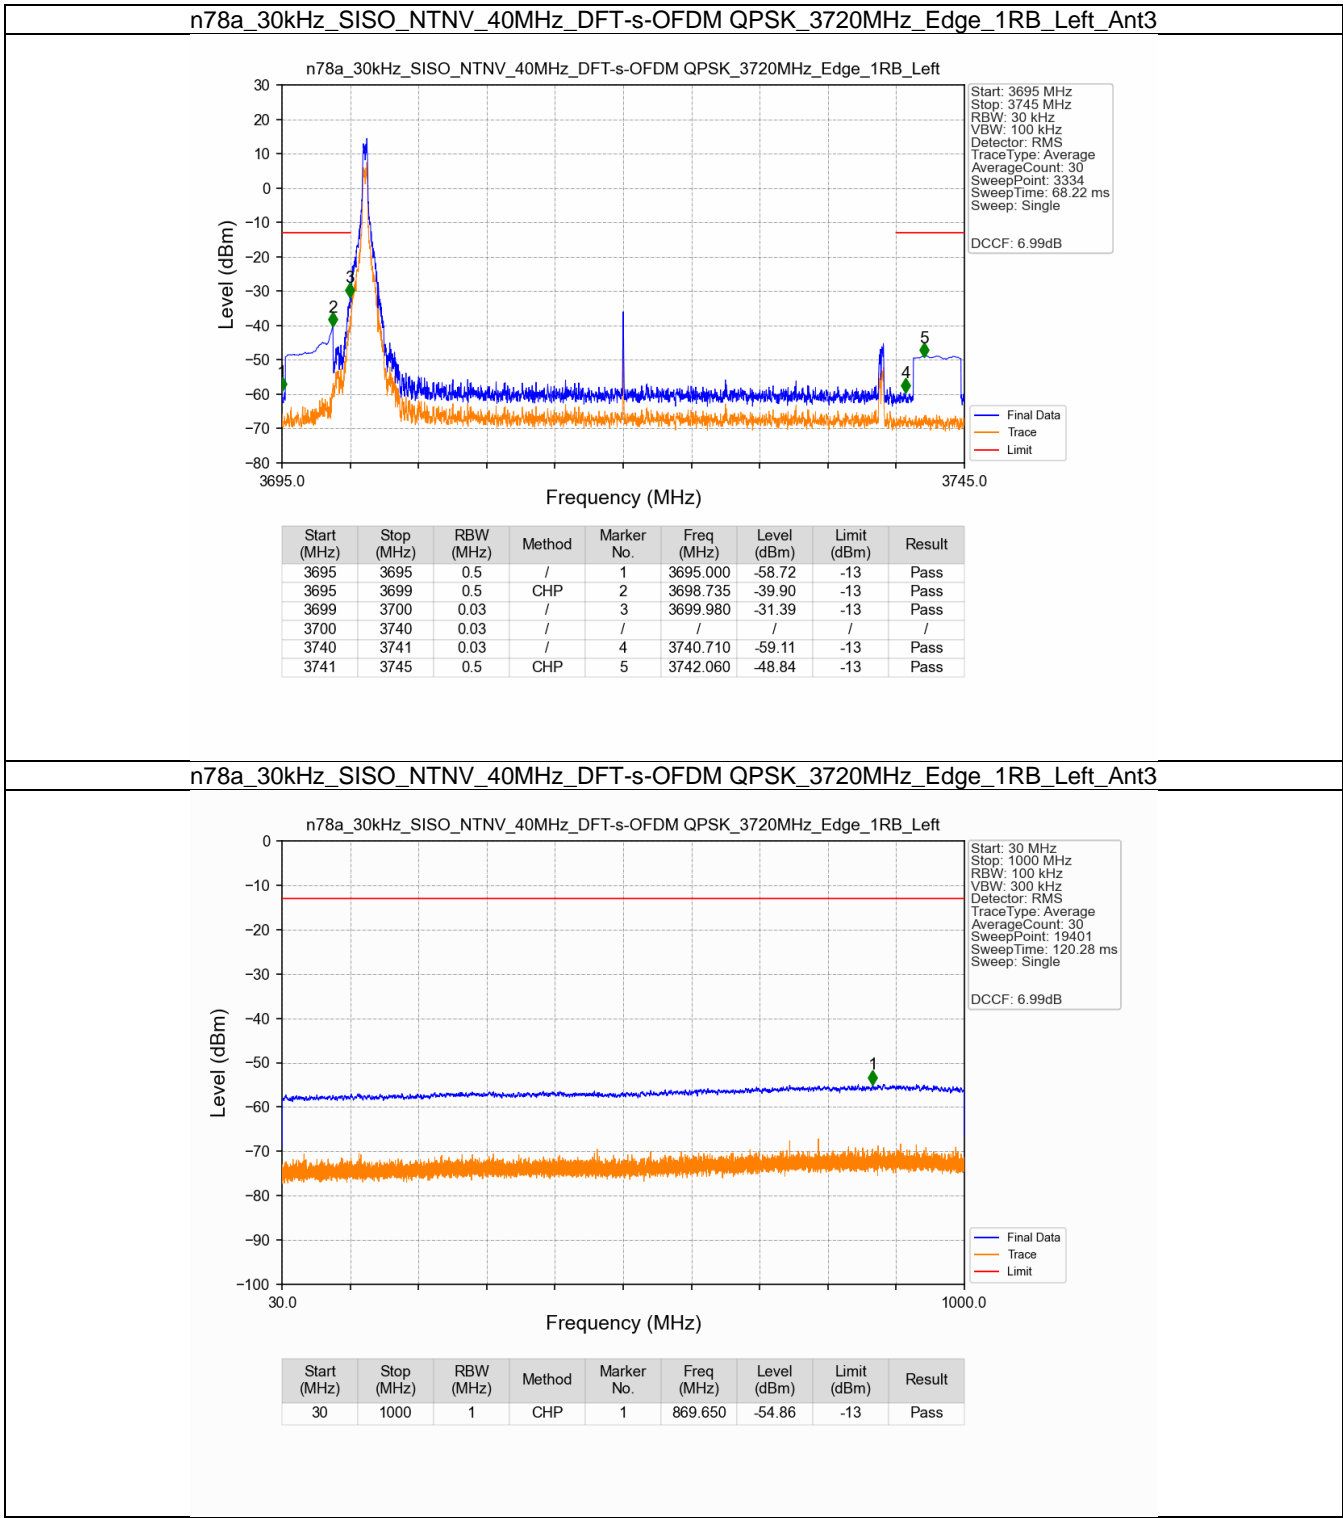 n78a_30kHz_SISO_NTNV_40MHz_DFT-s-OFDM QPSK_3720MHz_Edge_1RB_Left_Ant3
n78a_30kHz_SISO_NTNV_40MHz_DFT-s-OFDM QPSK_3720MHz_Edge_1RB_Left
30
20
10
0
−10
−20
−30
−40
−50
−60
−70
−80
Level (dBm)
2
3
4
5
3695.0
3745.0
Frequency (MHz)
Start: 3695 MHz
Stop: 3745 MHz
RBW: 30 kHz
VBW: 100 kHz
Detector: RMS
TraceType: Average
AverageCount: 30
SweepPoint: 3334
SweepTime: 68.22 ms
Sweep: Single
DCCF: 6.99dB
Final Data
Trace
Limit
Start (MHz) Stop (MHz) RBW (MHz) Method Marker No. Freq (MHz) Level (dBm) Limit (dBm) Result
3695 3695 0.5 / 1 3695.000 -58.72 -13 Pass
3695 3699 0.5 CHP 2 3698.735 -39.90 -13 Pass
3699 3700 0.03 / 3 3699.980 -31.39 -13 Pass
3700 3740 0.03 / / / / / /
3740 3741 0.03 / 4 3740.710 -59.11 -13 Pass
3741 3745 0.5 CHP 5 3742.060 -48.84 -13 Pass
n78a_30kHz_SISO_NTNV_40MHz_DFT-s-OFDM QPSK_3720MHz_Edge_1RB_Left_Ant3
n78a_30kHz_SISO_NTNV_40MHz_DFT-s-OFDM QPSK_3720MHz_Edge_1RB_Left
0
−10
−20
−30
−40
−50
−60
−70
−80
−90
−100
Level (dBm)
1
30.0
1000.0
Frequency (MHz)
Start: 30 MHz
Stop: 1000 MHz
RBW: 100 kHz
VBW: 300 kHz
Detector: RMS
TraceType: Average
AverageCount: 30
SweepPoint: 19401
SweepTime: 120.28 ms
Sweep: Single
DCCF: 6.99dB
Final Data
Trace
Limit
Start (MHz) Stop (MHz) RBW (MHz) Method Marker No. Freq (MHz) Level (dBm) Limit (dBm) Result
30 1000 1 CHP 1 869.650 -54.86 -13 Pass